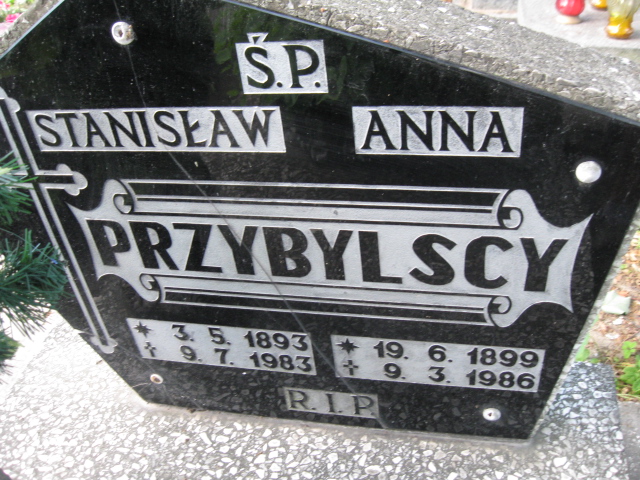 Ś.P.
STANISŁAW ANNA
PRZYBYLSCY
* 3. 5. 1893 * 19. 6. 1899
✝ 9. 7. 1983 ✝ 9. 3. 1986
R.I.P.